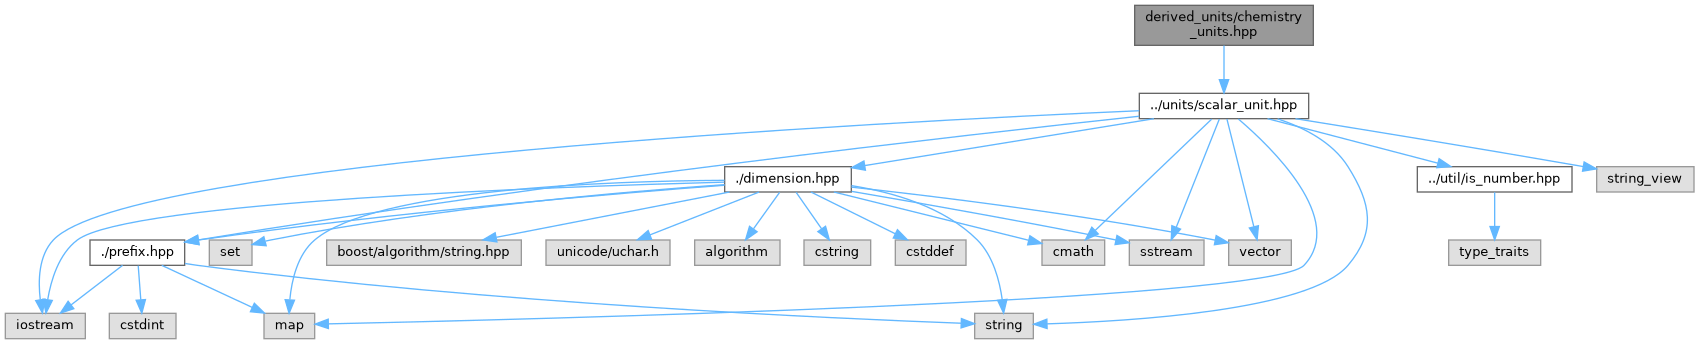 derived_units/chemistry
_units.hpp
../units/scalar_unit.hpp
./dimension.hpp
../util/is_number.hpp
string_view
./prefix.hpp
set
boost/algorithm/string.hpp
unicode/uchar.h
algorithm
cstring
cstddef
cmath
sstream
vector
type_traits
iostream
cstdint
map
string